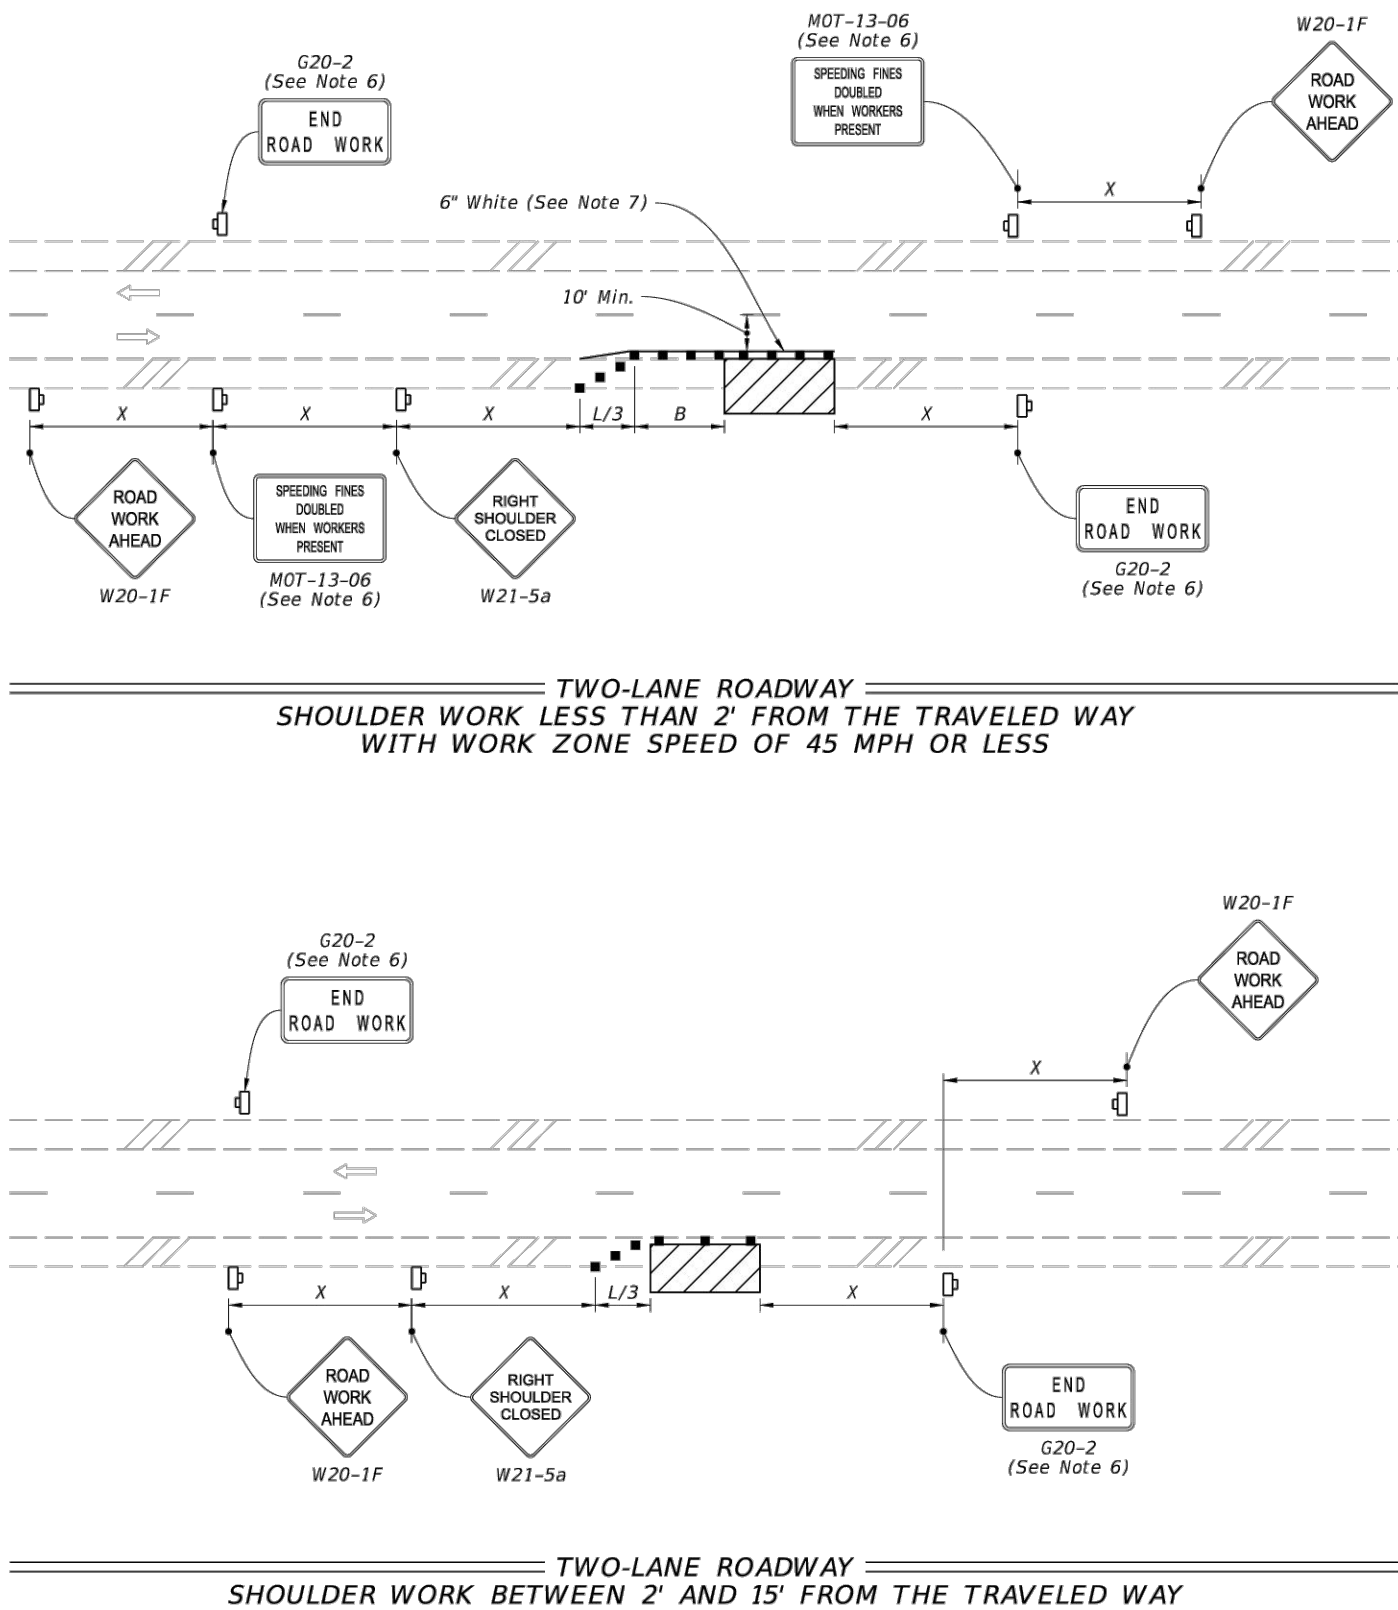 MOT-13-06
(See Note 6)
SPEEDING FINES
DOUBLED
WHEN WORKERS
PRESENT
W20-1F
ROAD
WORK
AHEAD
G20-2
(See Note 6)
END
ROAD WORK
X
6" White (See Note 7)
10' Min.
X
X
X
L/3
B
X
ROAD
WORK
AHEAD
W20-1F
SPEEDING FINES
DOUBLED
WHEN WORKERS
PRESENT
MOT-13-06
(See Note 6)
RIGHT
SHOULDER
CLOSED
W21-5a
END
ROAD WORK
G20-2
(See Note 6)
TWO-LANE ROADWAY
SHOULDER WORK LESS THAN 2' FROM THE TRAVELED WAY
WITH WORK ZONE SPEED OF 45 MPH OR LESS
W20-1F
ROAD
WORK
AHEAD
G20-2
(See Note 6)
END
ROAD WORK
X
X
X
L/3
X
ROAD
WORK
AHEAD
W20-1F
RIGHT
SHOULDER
CLOSED
W21-5a
END
ROAD WORK
G20-2
(See Note 6)
TWO-LANE ROADWAY
SHOULDER WORK BETWEEN 2' AND 15' FROM THE TRAVELED WAY